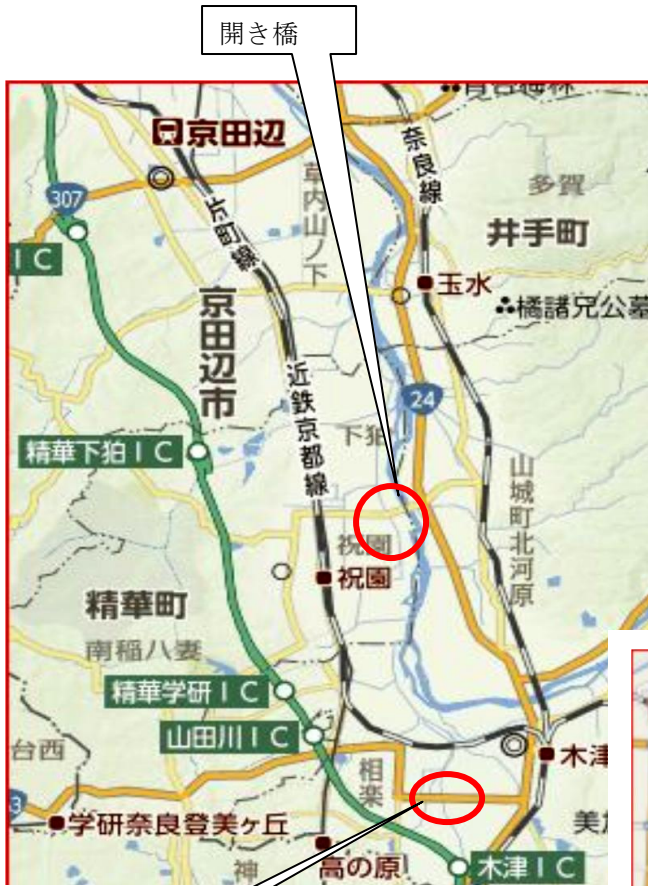 開き橋
京田辺
奈良線
多賀
307
草内山ノ下
片町線
井手町
IC
玉水
橘諸兄公墓
京田辺市
近鉄京都線
24
下狛
精華下狛IC
山城町北河原
祝園
祝園
精華町
南稲八妻
精華学研IC
山田川IC
台西
木津
相楽
学研奈良登美ヶ丘
神
高の原
木津IC